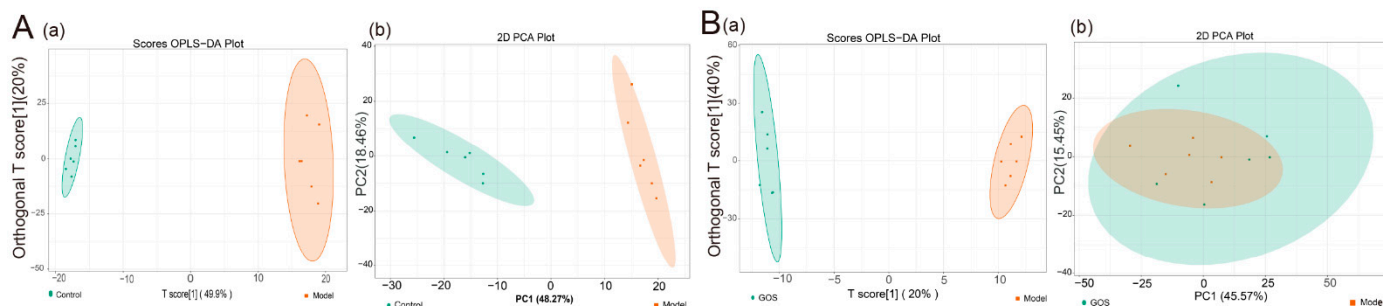 A (a)
Scores OPLS−DA Plot
Orthogonal T score[1](20%)
25
0
−25
−50
−20
−10
0
10
20
Control
T score[1] ( 49.9%)
Model
(b)
2D PCA Plot
PC2(18.46%)
40
20
0
−20
−40
−30
−20
−10
0
10
20
Control
PC1 (48.27%)
Model
B (a)
Scores OPLS−DA Plot
Orthogonal T score[1](40%)
60
30
0
−30
−10
−5
0
5
10
GOS
T score[1] ( 20%)
Model
(b)
2D PCA Plot
PC2(15.45%)
20
0
−20
−40
−50
−25
0
25
50
GOS
PC1 (45.57%)
Model